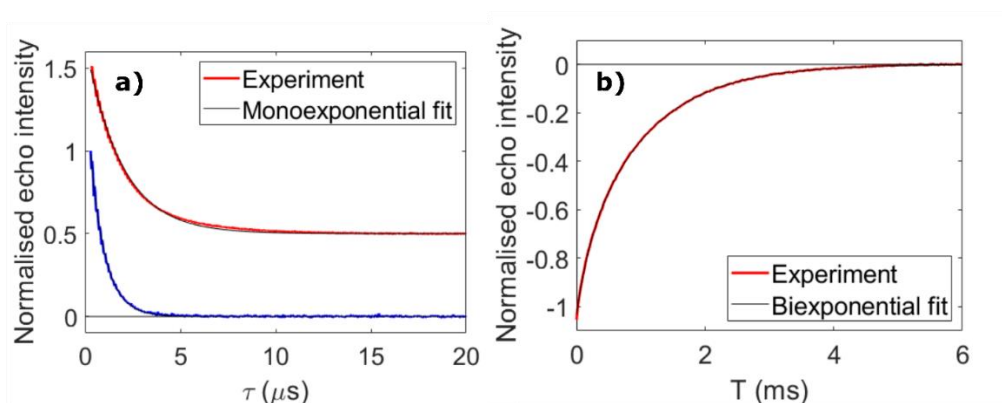 Normalised echo intensity
1.5
1
0.5
0
a)
Experiment
Monoexponential fit
0
5
10
15
20
τ (μs)
Normalised echo intensity
0
-0.2
-0.4
-0.6
-0.8
-1
b)
Experiment
Biexponential fit
0
2
4
6
T (ms)